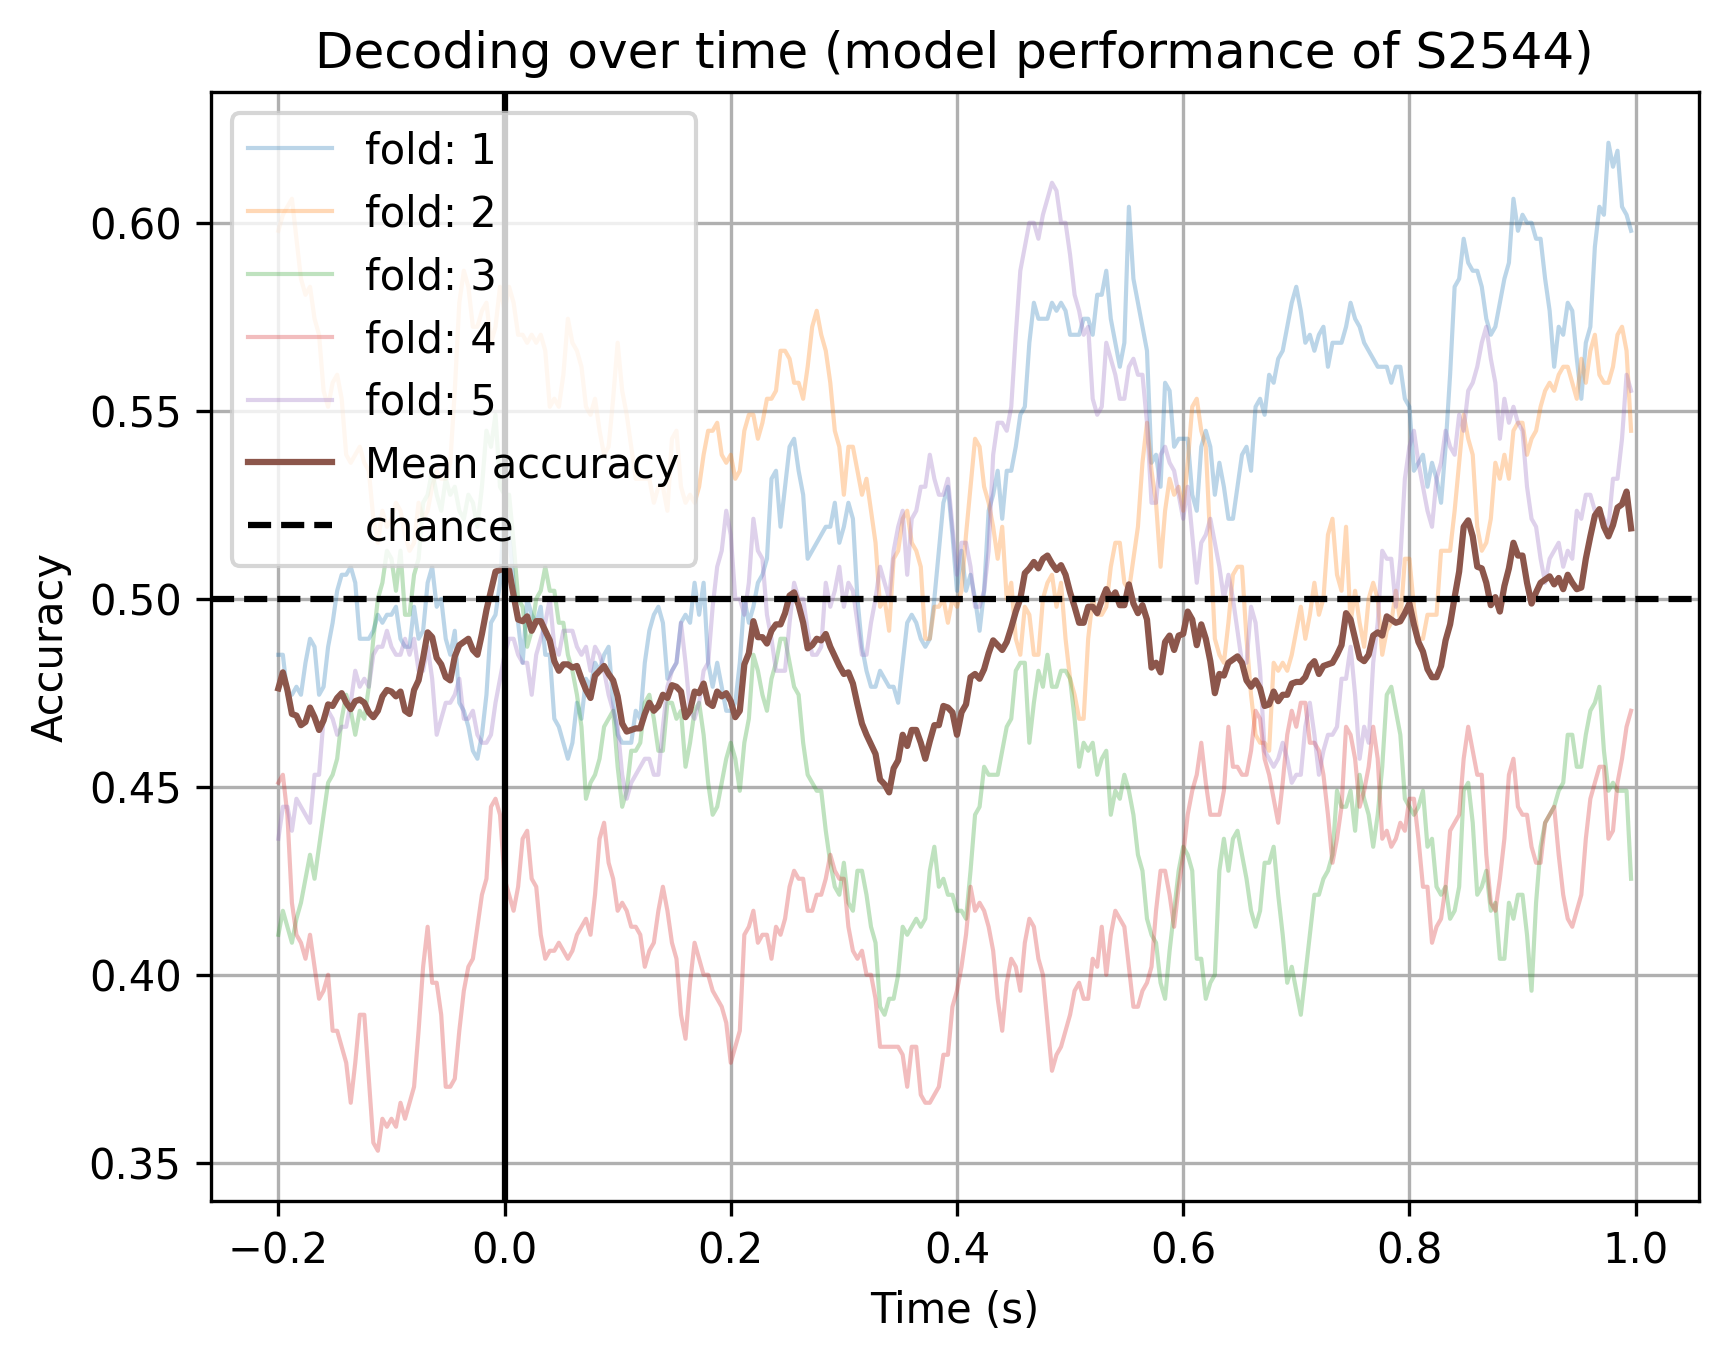 Decoding over time (model performance of S2544)
fold: 1
fold: 2
fold: 3
fold: 4
fold: 5
Mean accuracy
chance
Accuracy
0.60
0.55
0.50
0.45
0.40
0.35
−0.2 0.0 0.2 0.4 0.6 0.8 1.0
Time (s)